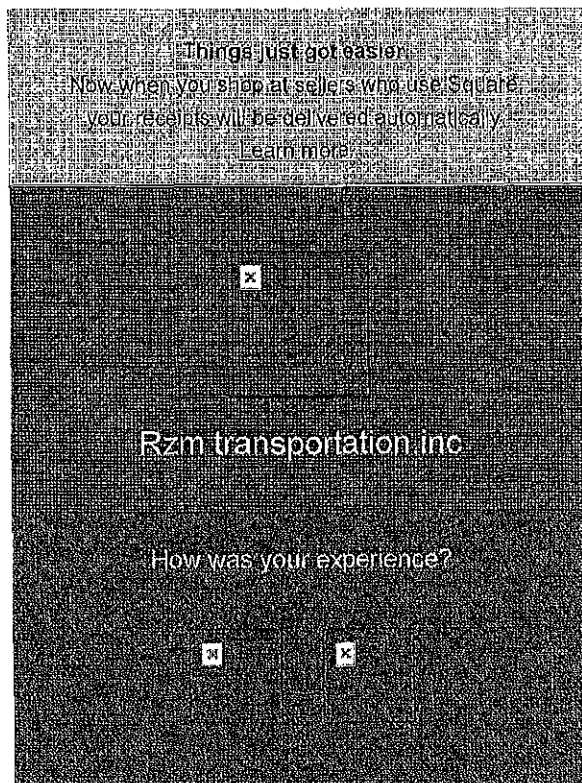 Things just got easier.
Now when you shop at sellers who use Square,
your receipts will be delivered automatically.
Learn more
Rzm transportation inc
How was your experience?